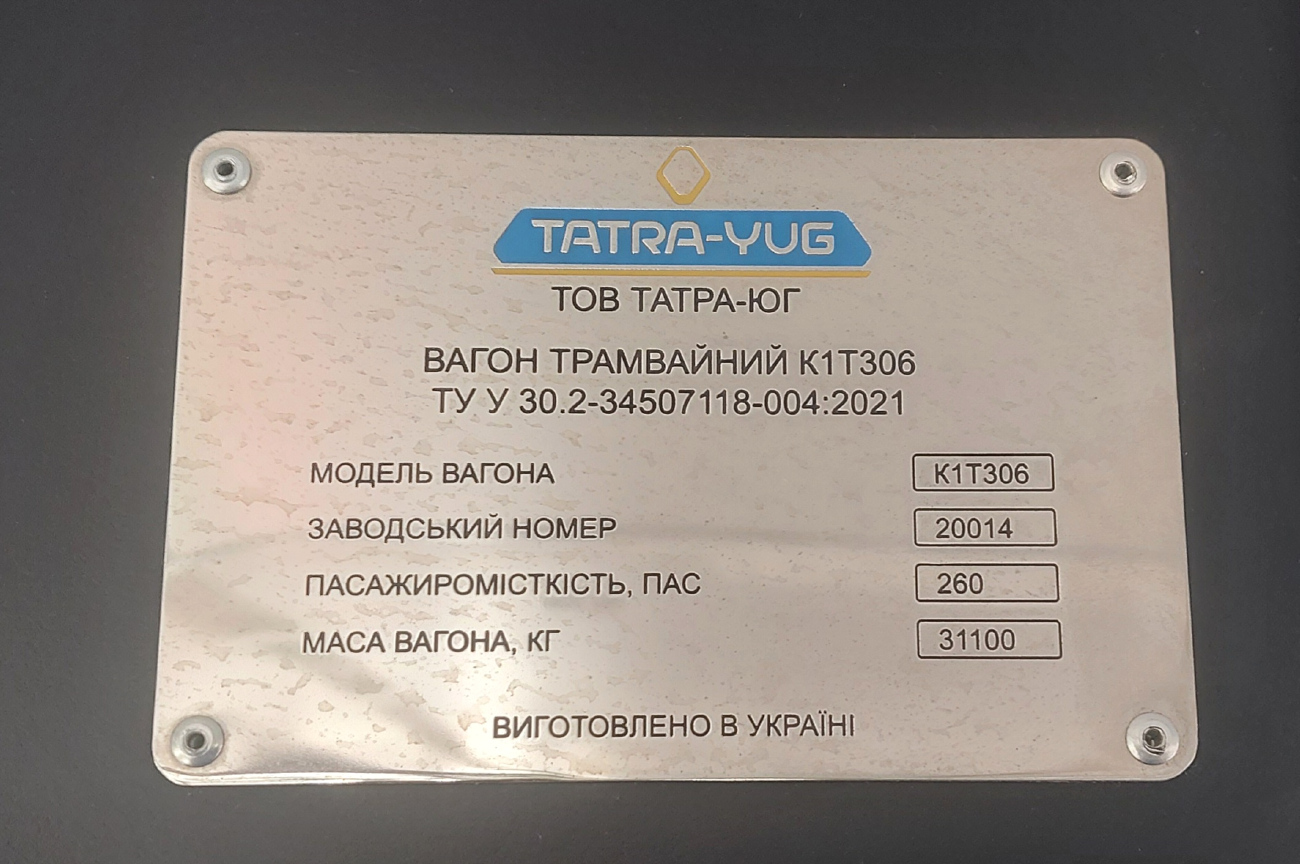 TATRA-YUG
ТОВ ТАТРА-ЮГ
ВАГОН ТРАМВАЙНИЙ К1Т306
ТУ У 30.2-34507118-004:2021
МОДЕЛЬ ВАГОНА К1Т306
ЗАВОДСЬКИЙ НОМЕР 20014
ПАСАЖИРОМІСТКІСТЬ, ПАС 260
МАСА ВАГОНА, КГ 31100
ВИГОТОВЛЕНО В УКРАЇНІ